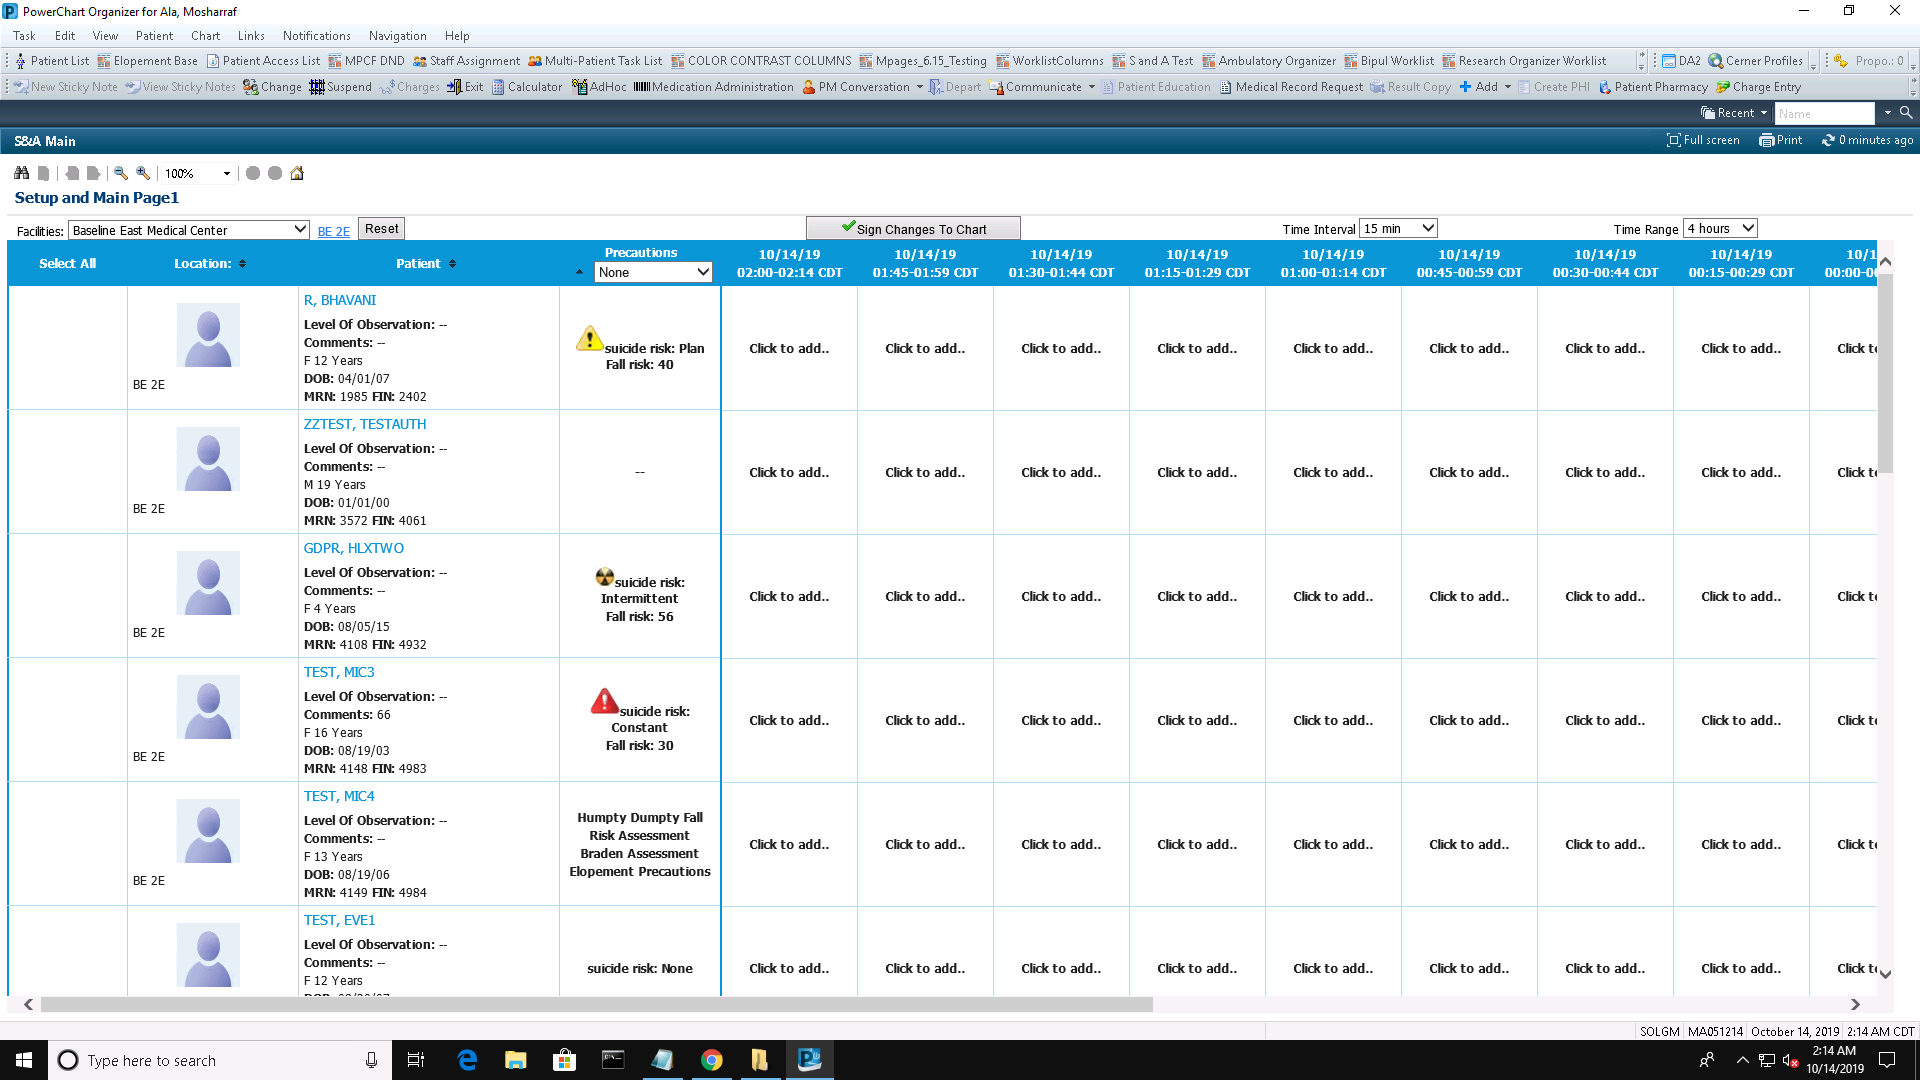 PowerChart Organizer for Ala, Mosharraf
Task Edit View Patient Chart Links Notifications Navigation Help
Patient List Elopement Base Patient Access List MPCF DND Staff Assignment Multi-Patient Task List COLOR CONTRAST COLUMNS Mpages_6.15_Testing WorklistColumns S and A Test Ambulatory Organizer Bipul Worklist Research Organizer Worklist DA2 Cerner Profiles Propo.: 0
New Sticky Note View Sticky Notes Change Suspend Charges Exit Calculator AdHoc Medication Administration PM Conversation Depart Communicate Patient Education Medical Record Request Result Copy Add Create PHI Patient Pharmacy Charge Entry
Recent Name
S&A Main Full screen Print 0 minutes ago
100%
Setup and Main Page1
Facilities: Baseline East Medical Center BE 2E Reset Sign Changes To Chart Time Interval 15 min Time Range 4 hours
Select All Location: Patient Precautions None
10/14/19 10/14/19 10/14/19 10/14/19 10/14/19 10/14/19 10/14/19 10/14/19 10/1
02:00-02:14 CDT 01:45-01:59 CDT 01:30-01:44 CDT 01:15-01:29 CDT 01:00-01:14 CDT 00:45-00:59 CDT 00:30-00:44 CDT 00:15-00:29 CDT 00:00-0
BE 2E
R, BHAVANI
Level Of Observation: --
Comments: --
F 12 Years
DOB: 04/01/07
MRN: 1985 FIN: 2402
suicide risk: Plan
Fall risk: 40
Click to add.. Click to add.. Click to add.. Click to add.. Click to add.. Click to add.. Click to add.. Click to add.. Click t
BE 2E
ZZTEST, TESTAUTH
Level Of Observation: --
Comments: --
M 19 Years
DOB: 01/01/00
MRN: 3572 FIN: 4061
--
Click to add.. Click to add.. Click to add.. Click to add.. Click to add.. Click to add.. Click to add.. Click to add.. Click t
BE 2E
GDPR, HLXTWO
Level Of Observation: --
Comments: --
F 4 Years
DOB: 08/05/15
MRN: 4108 FIN: 4932
suicide risk:
Intermittent
Fall risk: 56
Click to add.. Click to add.. Click to add.. Click to add.. Click to add.. Click to add.. Click to add.. Click to add.. Click t
BE 2E
TEST, MIC3
Level Of Observation: --
Comments: 66
F 16 Years
DOB: 08/19/03
MRN: 4148 FIN: 4983
suicide risk:
Constant
Fall risk: 30
Click to add.. Click to add.. Click to add.. Click to add.. Click to add.. Click to add.. Click to add.. Click to add.. Click t
BE 2E
TEST, MIC4
Level Of Observation: --
Comments: --
F 13 Years
DOB: 08/19/06
MRN: 4149 FIN: 4984
Humpty Dumpty Fall
Risk Assessment
Braden Assessment
Elopement Precautions
Click to add.. Click to add.. Click to add.. Click to add.. Click to add.. Click to add.. Click to add.. Click to add.. Click t
TEST, EVE1
Level Of Observation: --
Comments: --
F 12 Years
suicide risk: None
Click to add.. Click to add.. Click to add.. Click to add.. Click to add.. Click to add.. Click to add.. Click to add.. Click t
SOLGM MA051214 October 14, 2019 2:14 AM CDT
Type here to search
2:14 AM
10/14/2019